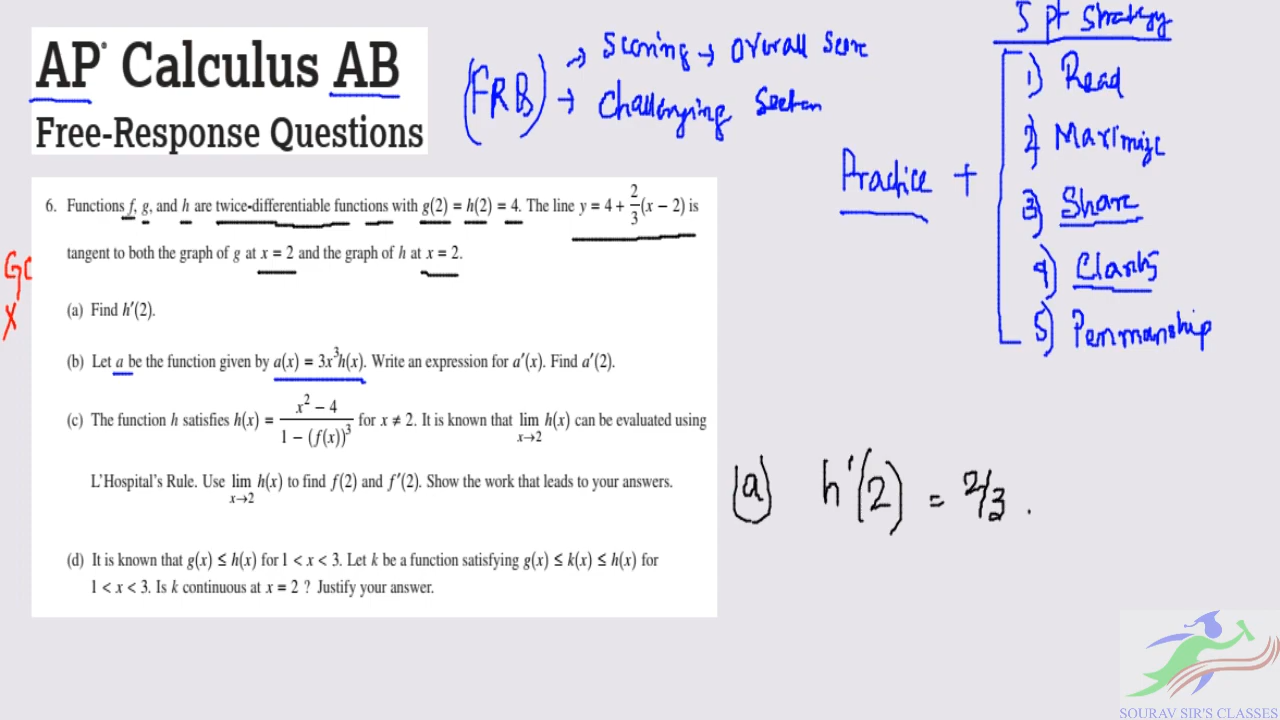 AP® Calculus AB
Free-Response Questions
(FRB) → Scoring → Overall Score
→ Challenging Section
5 pt Strategy
1) Read
2) Maximize
3) Share
4) Clarity
5) Penmanship
Practice +
6. Functions f, g, and h are twice-differentiable functions with g(2) = h(2) = 4. The line y = 4 + 2/3(x − 2) is
tangent to both the graph of g at x = 2 and the graph of h at x = 2.
(a) Find h′(2).
(b) Let a be the function given by a(x) = 3x³h(x). Write an expression for a′(x). Find a′(2).
(c) The function h satisfies h(x) = (x² − 4)/(1 − (f(x))³) for x ≠ 2. It is known that lim x→2 h(x) can be evaluated using
L’Hospital’s Rule. Use lim x→2 h(x) to find f(2) and f′(2). Show the work that leads to your answers.
(d) It is known that g(x) ≤ h(x) for 1 < x < 3. Let k be a function satisfying g(x) ≤ k(x) ≤ h(x) for
1 < x < 3. Is k continuous at x = 2 ? Justify your answer.
X
(a) h'(2) = 2/3 .
SOURAV SIR'S CLASSES